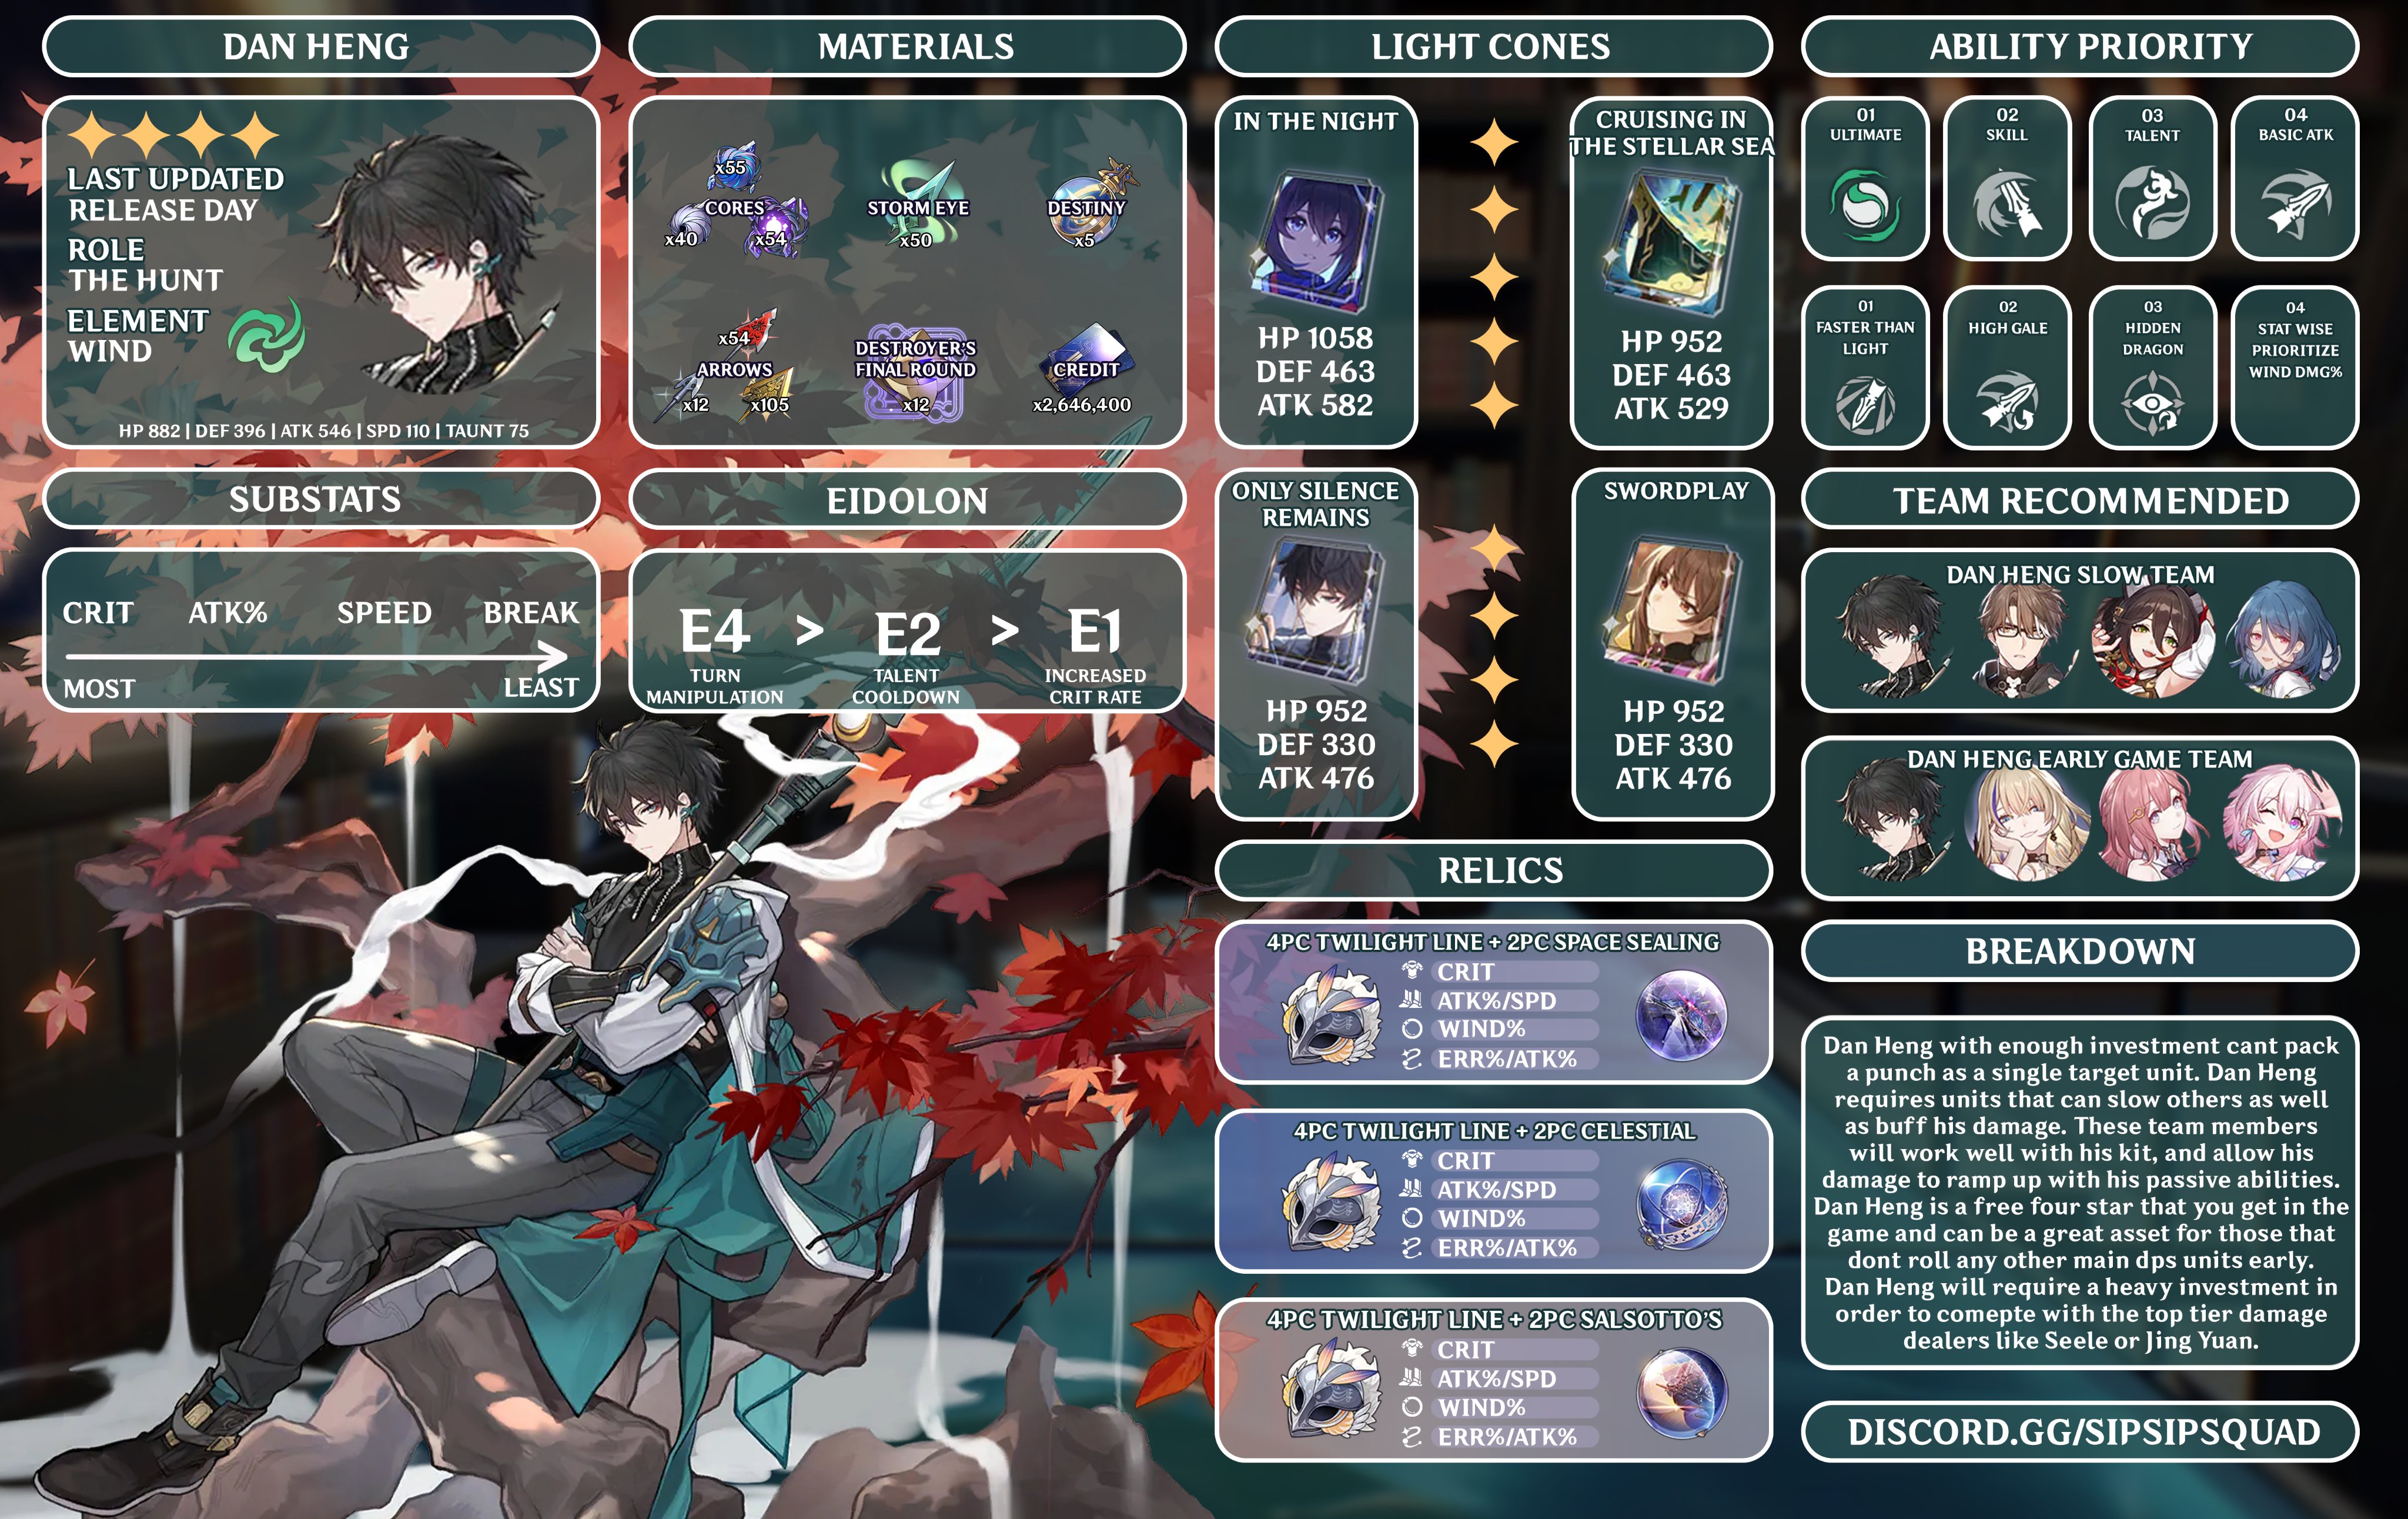 DAN HENG
LAST UPDATED
RELEASE DAY
ROLE
THE HUNT
ELEMENT
WIND
HP 882 | DEF 396 | ATK 546 | SPD 110 | TAUNT 75
SUBSTATS
CRIT ATK% SPEED BREAK
MOST LEAST
MATERIALS
x55
CORES
x40 x54
STORM EYE
x50
DESTINY
x5
x54
ARROWS
x12 x105
DESTROYER'S
FINAL ROUND
x12
CREDIT
x2,646,400
EIDOLON
E4 > E2 > E1
TURN
MANIPULATION
TALENT
COOLDOWN
INCREASED
CRIT RATE
LIGHT CONES
IN THE NIGHT
HP 1058
DEF 463
ATK 582
CRUISING IN
THE STELLAR SEA
HP 952
DEF 463
ATK 529
ONLY SILENCE
REMAINS
HP 952
DEF 330
ATK 476
SWORDPLAY
HP 952
DEF 330
ATK 476
RELICS
4PC TWILIGHT LINE + 2PC SPACE SEALING
CRIT
ATK%/SPD
WIND%
ERR%/ATK%
4PC TWILIGHT LINE + 2PC CELESTIAL
CRIT
ATK%/SPD
WIND%
ERR%/ATK%
4PC TWILIGHT LINE + 2PC SALSOTTO'S
CRIT
ATK%/SPD
WIND%
ERR%/ATK%
ABILITY PRIORITY
01
ULTIMATE
02
SKILL
03
TALENT
04
BASIC ATK
01
FASTER THAN
LIGHT
02
HIGH GALE
03
HIDDEN
DRAGON
04
STAT WISE
PRIORITIZE
WIND DMG%
TEAM RECOMMENDED
DAN HENG SLOW TEAM
DAN HENG EARLY GAME TEAM
BREAKDOWN
Dan Heng with enough investment cant pack
a punch as a single target unit. Dan Heng
requires units that can slow others as well
as buff his damage. These team members
will work well with his kit, and allow his
damage to ramp up with his passive abilities.
Dan Heng is a free four star that you get in the
game and can be a great asset for those that
dont roll any other main dps units early.
Dan Heng will require a heavy investment in
order to comepte with the top tier damage
dealers like Seele or Jing Yuan.
DISCORD.GG/SIPSIPSQUAD